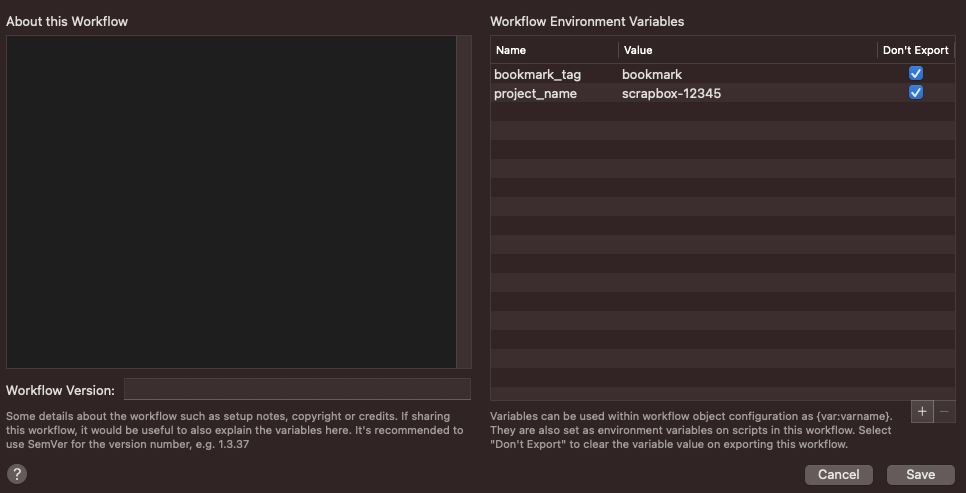 About this Workflow
Workflow Environment Variables
Name Value Don't Export
bookmark_tag bookmark
project_name scrapbox-12345
Workflow Version:
Some details about the workflow such as setup notes, copyright or credits. If sharing
this workflow, it would be useful to also explain the variables here. It's recommended to
use SemVer for the version number, e.g. 1.3.37
Variables can be used within workflow object configuration as {var:varname}.
They are also set as environment variables on scripts in this workflow. Select
"Don't Export" to clear the variable value on exporting this workflow.
+ −
?
Cancel Save